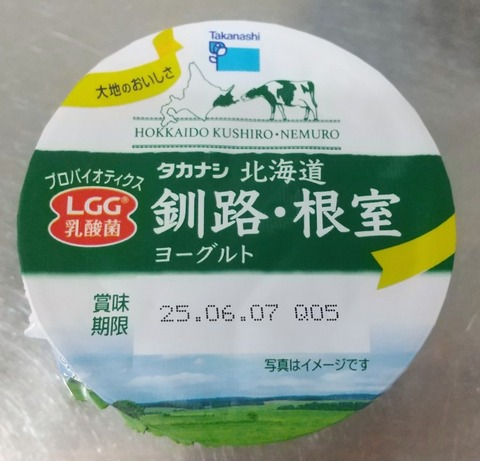 Takanashi
大地のおいしさ
HOKKAIDO KUSHIRO・NEMURO
プロバイオティクス
LGG®
乳酸菌
タカナシ 北海道
釧路・根室
ヨーグルト
賞味
期限
25.06.07 Q05
写真はイメージです